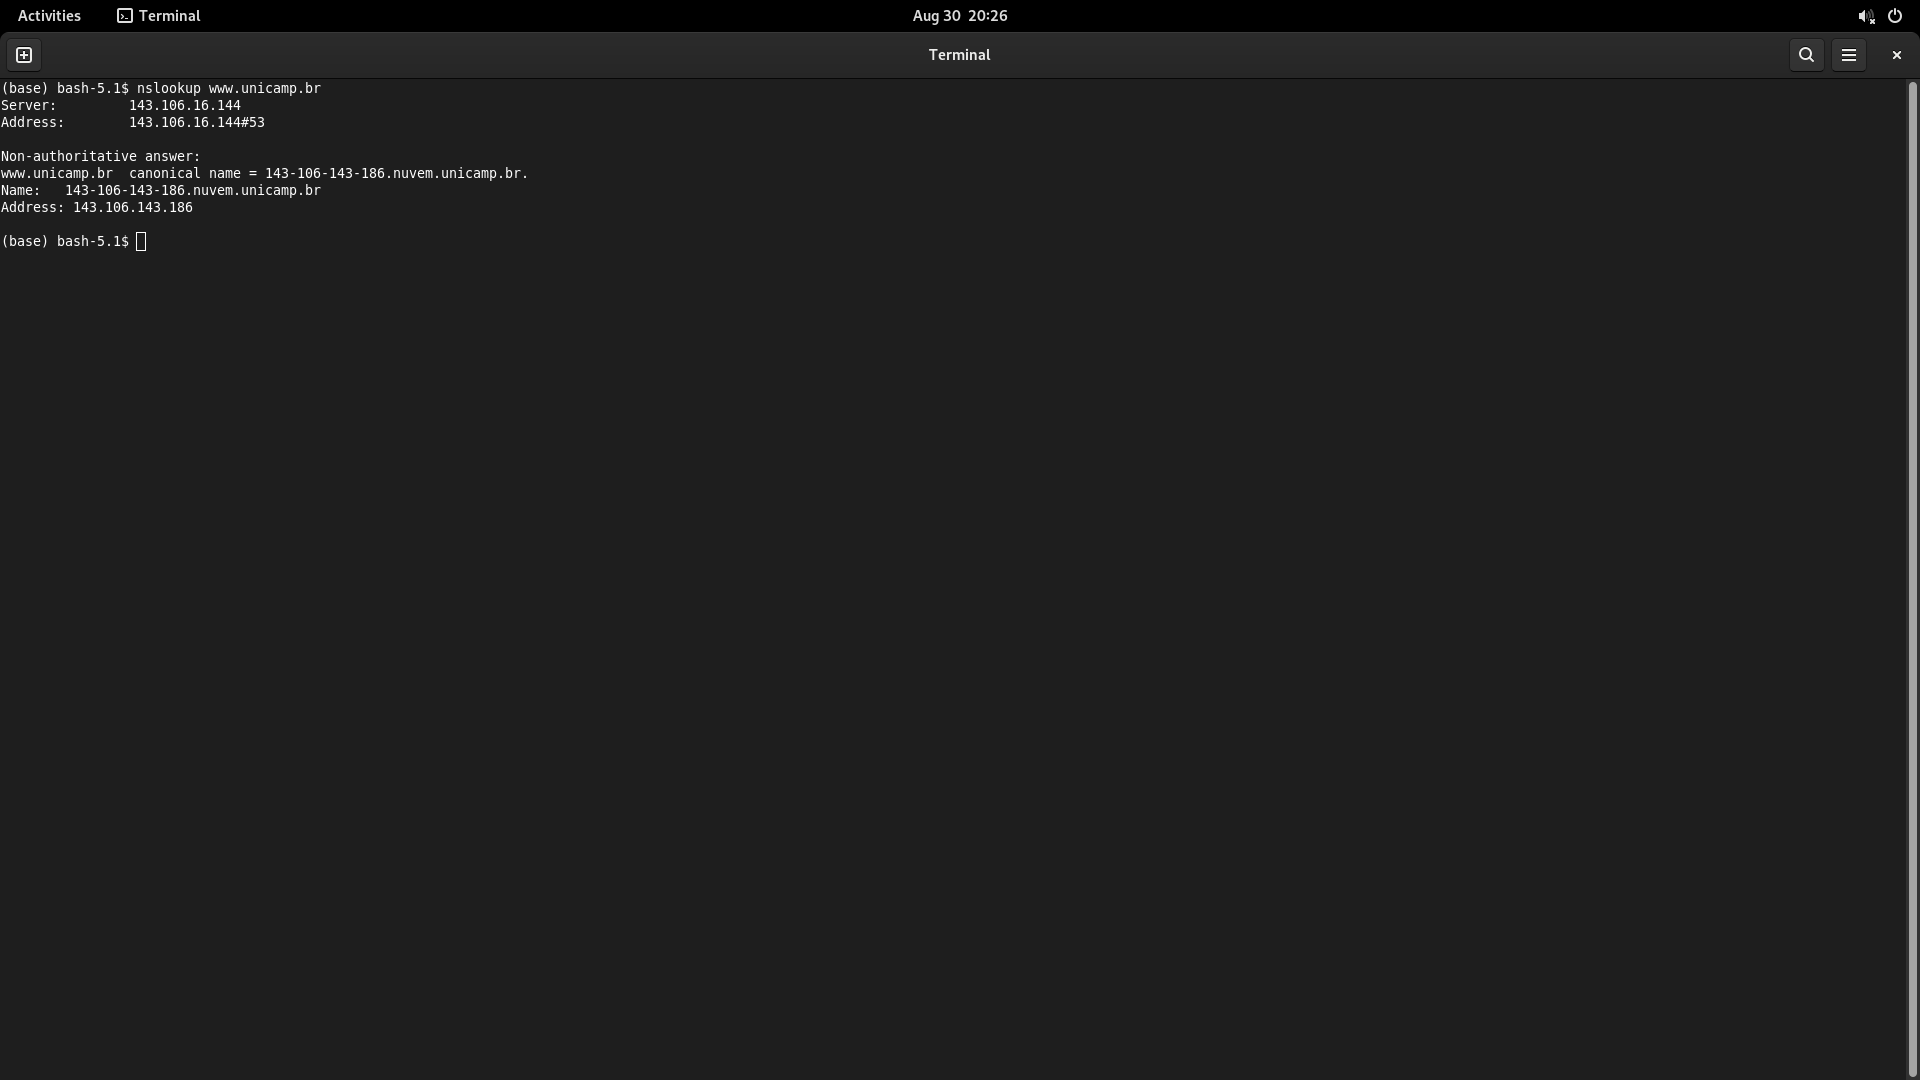 Activities Terminal Aug 30 20:26
Terminal
(base) bash-5.1$ nslookup www.unicamp.br
Server: 143.106.16.144
Address: 143.106.16.144#53
Non-authoritative answer:
www.unicamp.br canonical name = 143-106-143-186.nuvem.unicamp.br.
Name: 143-106-143-186.nuvem.unicamp.br
Address: 143.106.143.186
(base) bash-5.1$